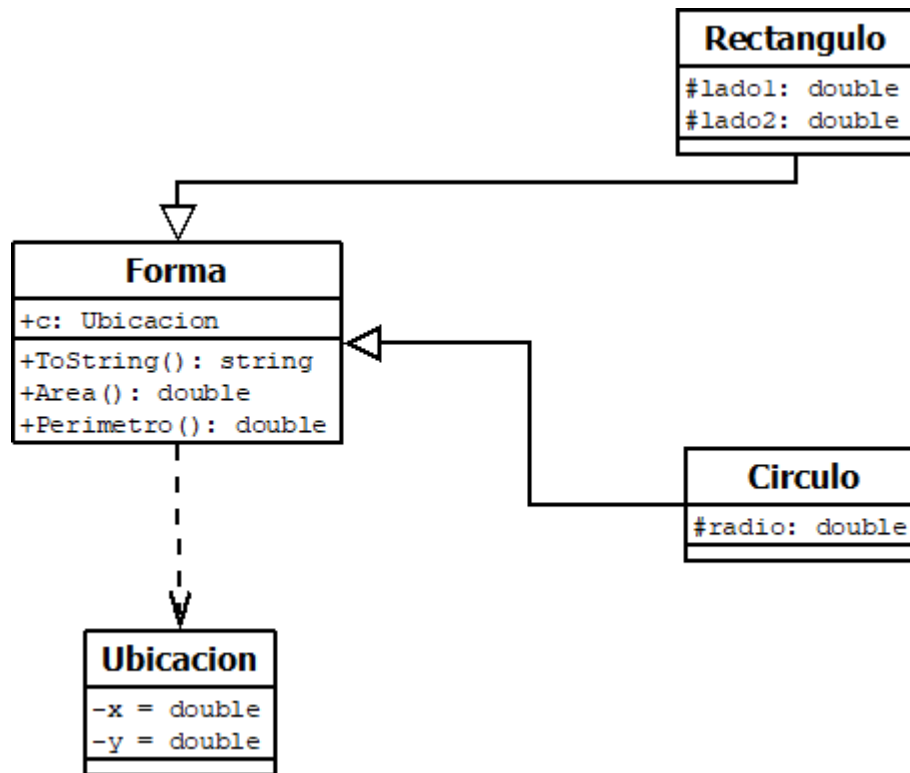 Rectangulo
#lado1: double
#lado2: double
Forma
+c: Ubicacion
+ToString(): string
+Area(): double
+Perimetro(): double
Circulo
#radio: double
Ubicacion
-x = double
-y = double